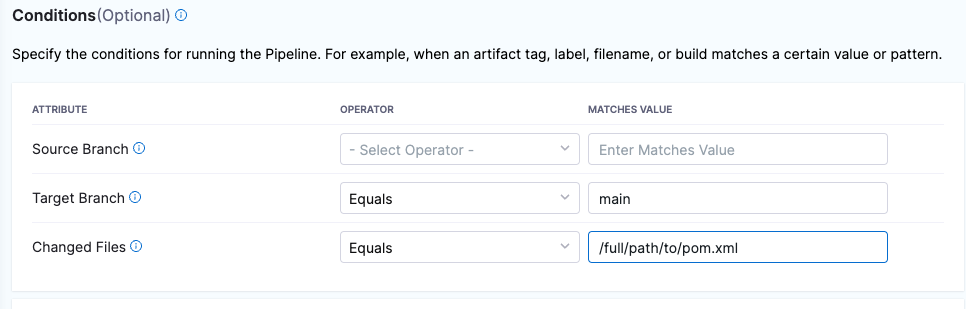 Conditions(Optional)
Specify the conditions for running the Pipeline. For example, when an artifact tag, label, filename, or build matches a certain value or pattern.
ATTRIBUTE OPERATOR MATCHES VALUE
Source Branch - Select Operator - Enter Matches Value
Target Branch Equals main
Changed Files Equals /full/path/to/pom.xml